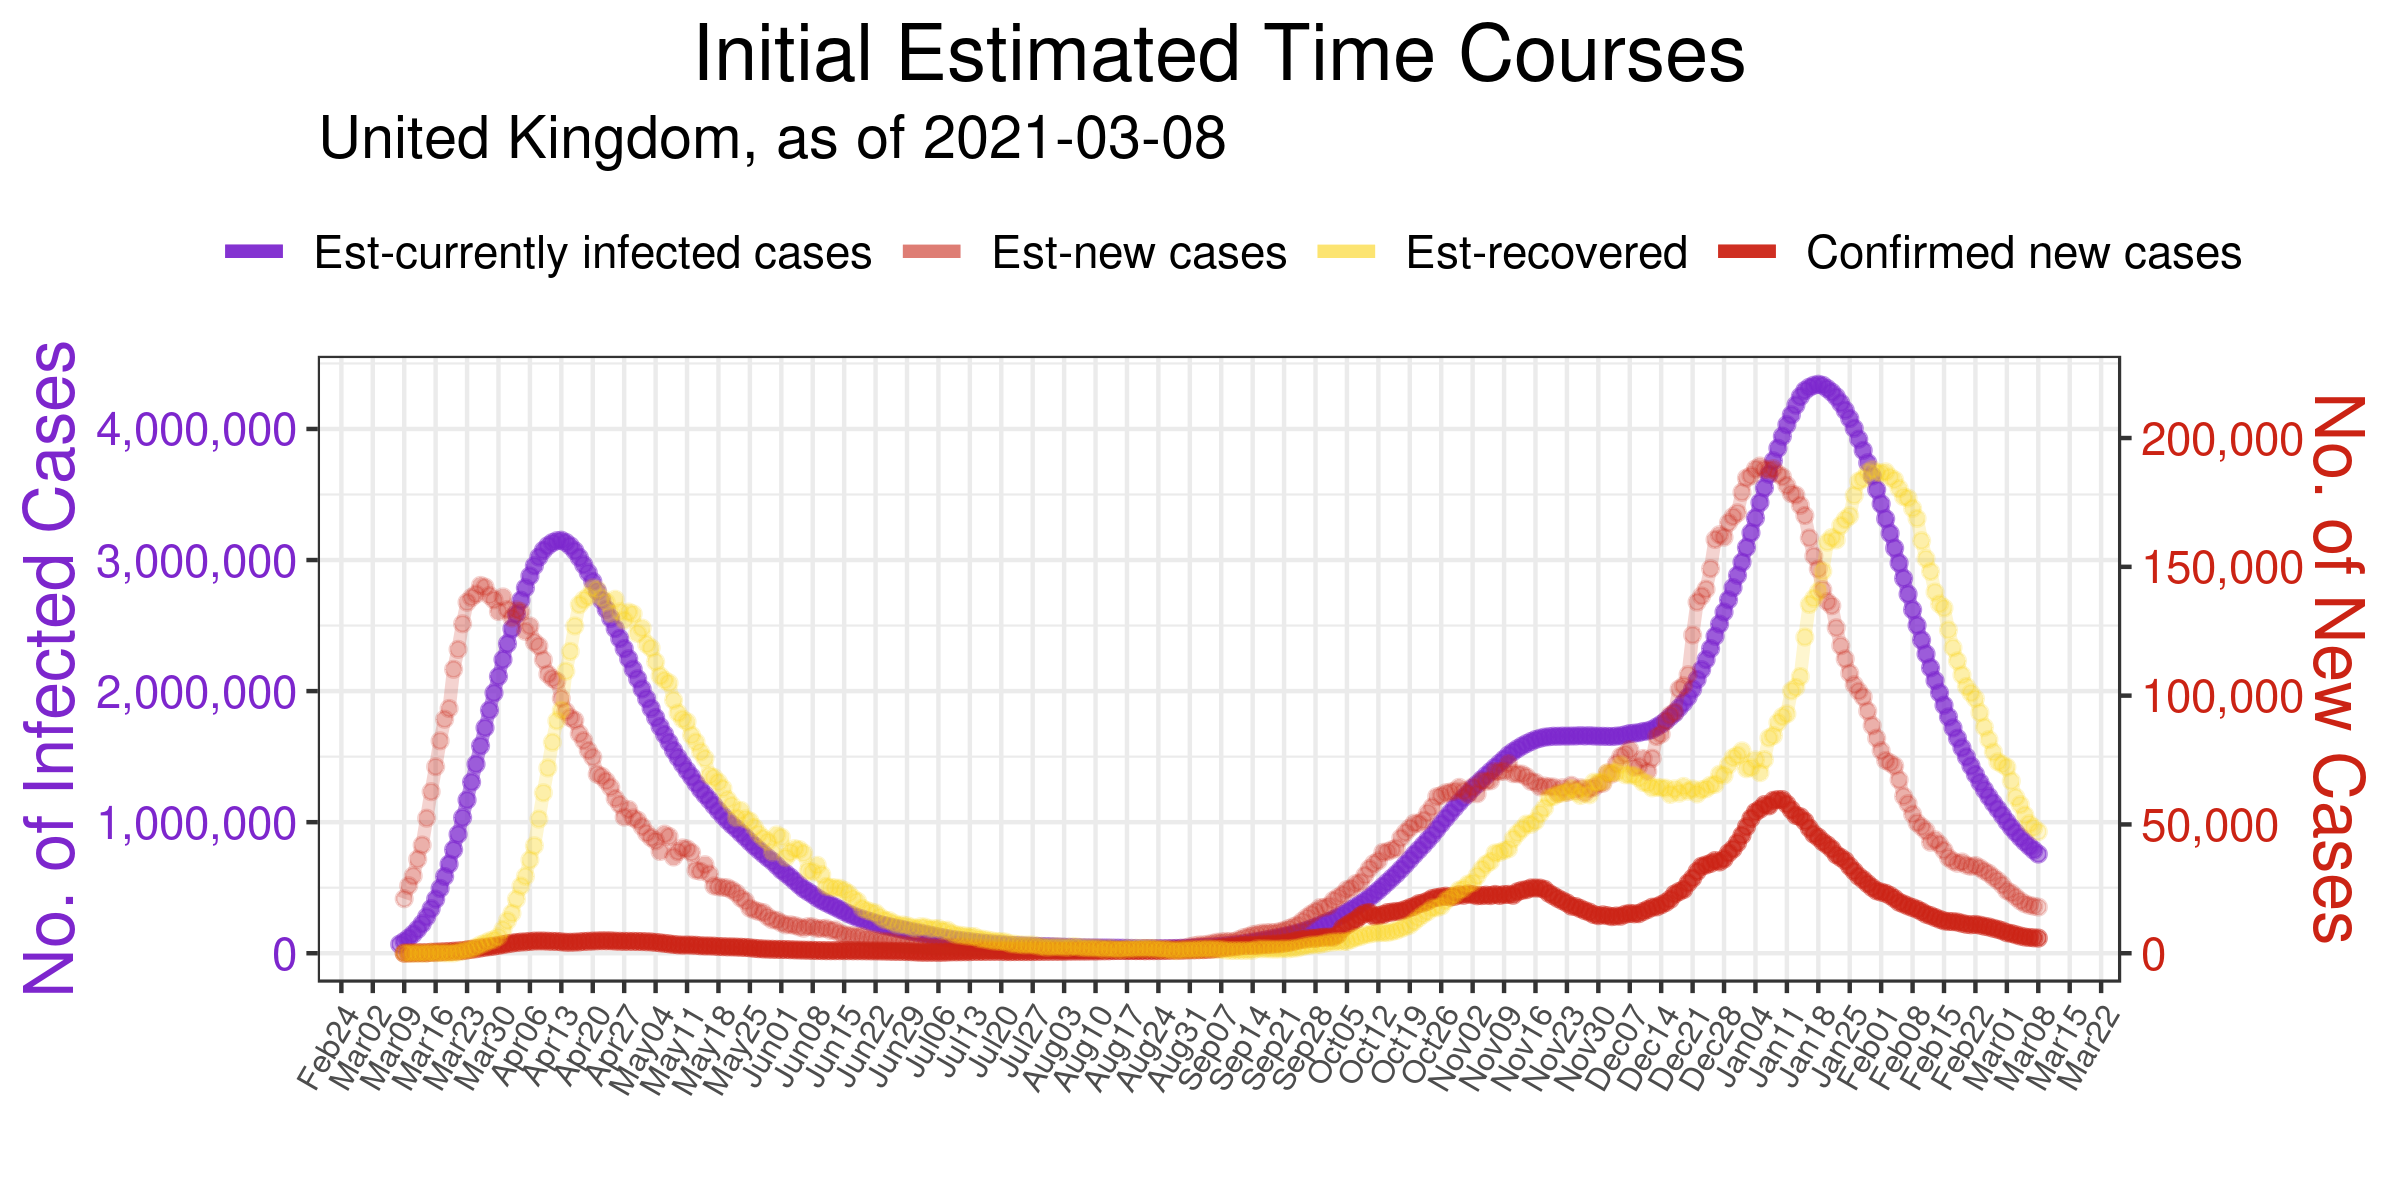 Initial Estimated Time Courses
United Kingdom, as of 2021-03-08
Est-currently infected cases Est-new cases Est-recovered Confirmed new cases
No. of Infected Cases
4,000,000
3,000,000
2,000,000
1,000,000
0
200,000
150,000
100,000
50,000
0
No. of New Cases
Feb24 Mar02 Mar09 Mar16 Mar23 Mar30 Apr06 Apr13 Apr20 Apr27 May04 May11 May18 May25 Jun01 Jun08 Jun15 Jun22 Jun29 Jul06 Jul13 Jul20 Jul27 Aug03 Aug10 Aug17 Aug24 Aug31 Sep07 Sep14 Sep21 Sep28 Oct05 Oct12 Oct19 Oct26 Nov02 Nov09 Nov16 Nov23 Nov30 Dec07 Dec14 Dec21 Dec28 Jan04 Jan11 Jan18 Jan25 Feb01 Feb08 Feb15 Feb22 Mar01 Mar08 Mar15 Mar22